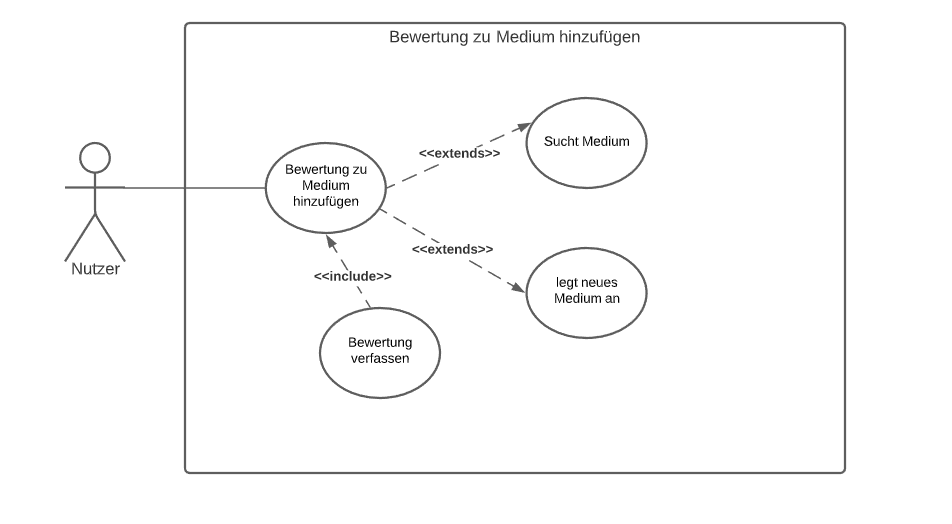 Bewertung zu Medium hinzufügen
Sucht Medium
<<extends>>
Bewertung zu
Medium
hinzufügen
Nutzer
<<extends>>
<<include>>
legt neues
Medium an
Bewertung
verfassen